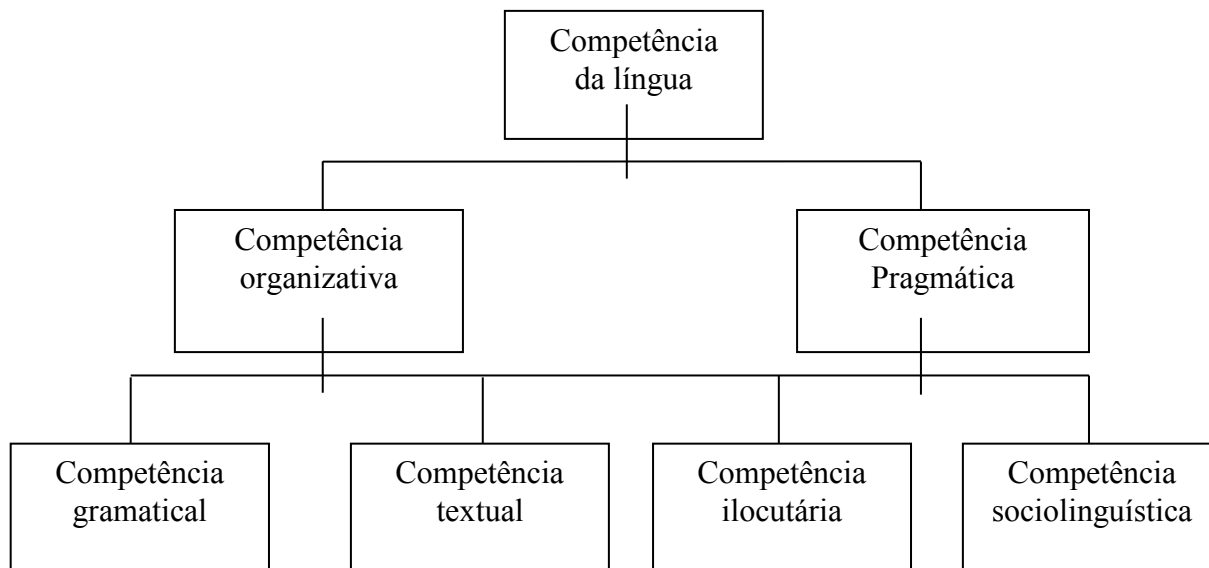 Competência
da língua
Competência
organizativa
Competência
Pragmática
Competência
gramatical
Competência
textual
Competência
ilocutária
Competência
sociolinguística